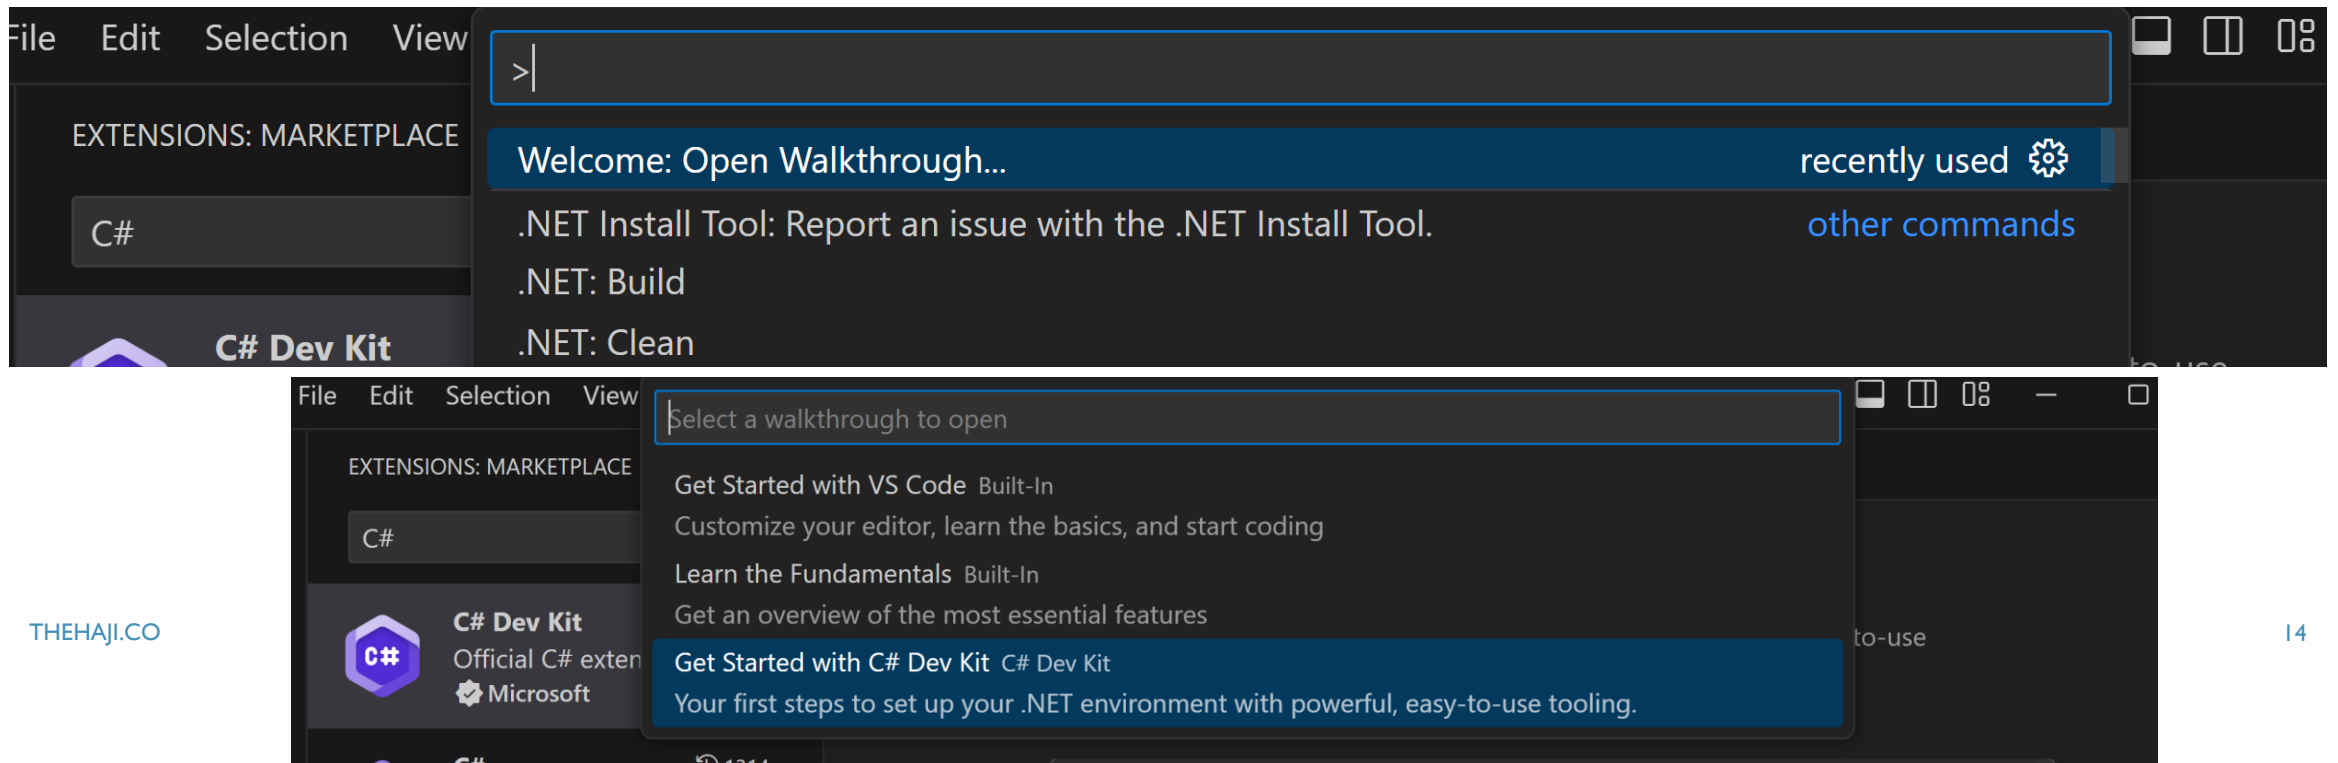 File Edit Selection View
>
EXTENSIONS: MARKETPLACE
Welcome: Open Walkthrough... recently used
C#
.NET Install Tool: Report an issue with the .NET Install Tool. other commands
.NET: Build
C# Dev Kit
.NET: Clean
to-use
File Edit Selection View
Select a walkthrough to open
EXTENSIONS: MARKETPLACE
C#
Get Started with VS Code Built-In
Customize your editor, learn the basics, and start coding
Learn the Fundamentals Built-In
Get an overview of the most essential features
C#
C# Dev Kit
Official C# exten
Microsoft
Get Started with C# Dev Kit C# Dev Kit
Your first steps to set up your .NET environment with powerful, easy-to-use tooling.
to-use
C#
THEHAJI.CO
14